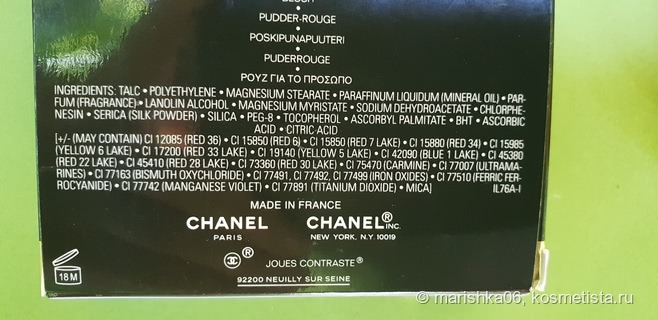 BLUSH
PUDDER-ROUGE
POSKIPUNAPUUTERI
PUDERROUGE
ΡΟΥΖ ΓΙΑ ΤΟ ΠΡΟΣΩΠΟ
INGREDIENTS: TALC • POLYETHYLENE • MAGNESIUM STEARATE • PARAFFINUM LIQUIDUM (MINERAL OIL) • PAR-
FUM (FRAGRANCE) • LANOLIN ALCOHOL • MAGNESIUM MYRISTATE • SODIUM DEHYDROACETATE • CHLORPHE-
NESIN • SERICA (SILK POWDER) • SILICA • PEG-8 • TOCOPHEROL • ASCORBYL PALMITATE • BHT • ASCORBIC
ACID • CITRIC ACID
[+/- (MAY CONTAIN) CI 12085 (RED 36) • CI 15850 (RED 6) • CI 15850 (RED 7 LAKE) • CI 15880 (RED 34) • CI 15985
(YELLOW 6 LAKE) • CI 17200 (RED 33 LAKE) • CI 19140 (YELLOW 5 LAKE) • CI 42090 (BLUE 1 LAKE) • CI 45380
(RED 22 LAKE) • CI 45410 (RED 28 LAKE) • CI 73360 (RED 30 LAKE) • CI 75470 (CARMINE) • CI 77007 (ULTRAMA-
RINES) • CI 77163 (BISMUTH OXYCHLORIDE) • CI 77491, CI 77492, CI 77499 (IRON OXIDES) • CI 77510 (FERRIC FER-
ROCYANIDE) • CI 77742 (MANGANESE VIOLET) • CI 77891 (TITANIUM DIOXIDE) • MICA] IL76A-I
MADE IN FRANCE
CHANEL CHANEL® INC.
PARIS NEW YORK, N.Y. 10019
® JOUES CONTRASTE®
18 M 92200 NEUILLY SUR SEINE
© marishka06, kosmetista.ru